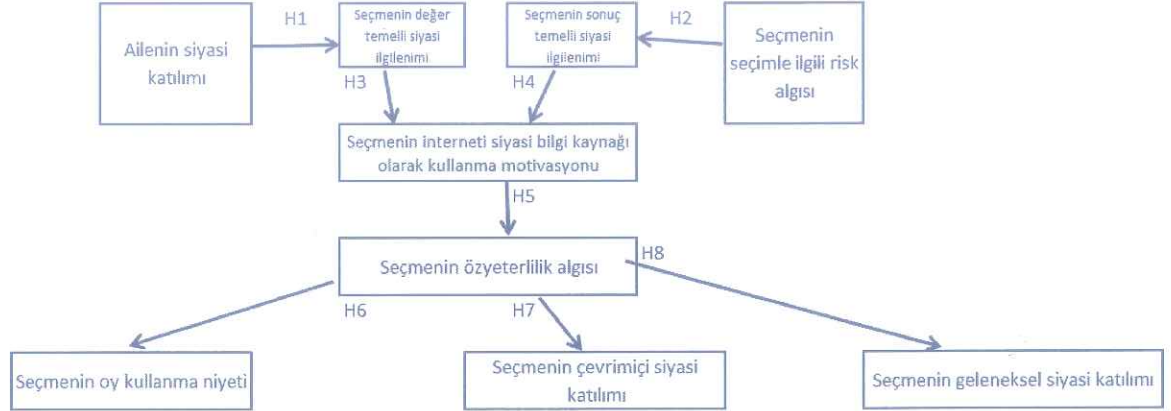 Ailenin siyasi
katılımı
H1
Seçmenin değer
temelli siyasi
ilgilenimi
Seçmenin sonuç
temelli siyasi
ilgilenimi
H2
Seçmenin
seçimle ilgili risk
algısı
H3
H4
Seçmenin interneti siyasi bilgi kaynağı
olarak kullanma motivasyonu
H5
Seçmenin özyeterlilik algısı
H8
H6
H7
Seçmenin oy kullanma niyeti
Seçmenin çevrimiçi siyasi
katılımı
Seçmenin geleneksel siyasi katılımı